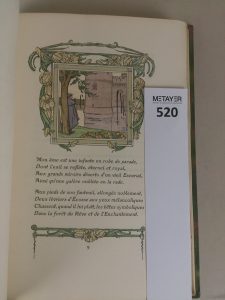 METAYER
520
Mon âme est une infante en robe de parade,
Dont l'exil se reflète, éternel et royal,
Aux grands miroirs déserts d'un vieil Escurial,
Ainsi qu'une galère oubliée en la rade.
Aux pieds de son fauteuil, allongés noblement,
Deux lévriers d'Écosse aux yeux mélancoliques
Chassent, quand il lui plaît, les bêtes symboliques
Dans la forêt du Rêve et de l'Enchantement.